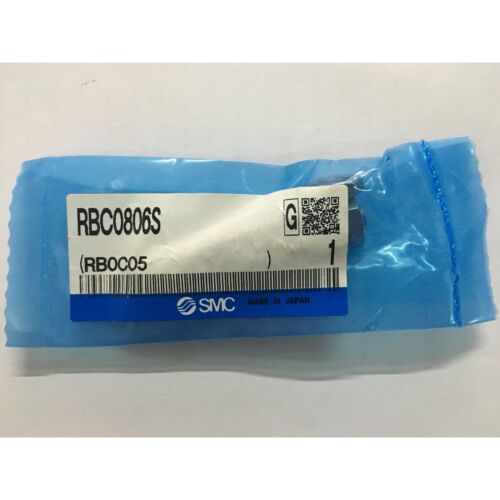 RBC0806S
G
(RB0C05 )
1
SMC
MADE IN JAPAN